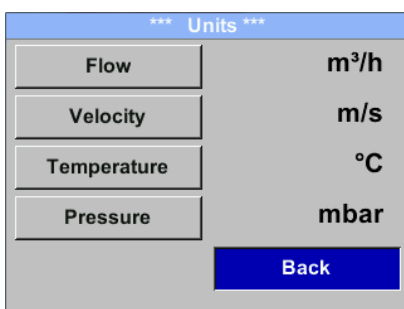 *** Units ***
Flow m³/h
Velocity m/s
Temperature °C
Pressure mbar
Back